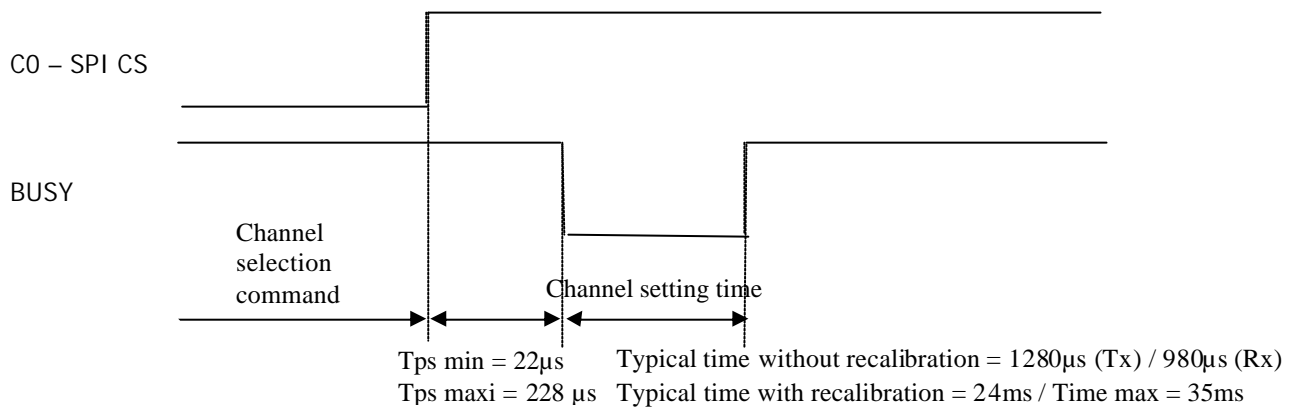 C0 – SPI CS
BUSY
Channel
selection
command
Channel setting time
Tps min = 22µs
Tps maxi = 228 µs
Typical time without recalibration = 1280µs (Tx) / 980µs (Rx)
Typical time with recalibration = 24ms / Time max = 35ms